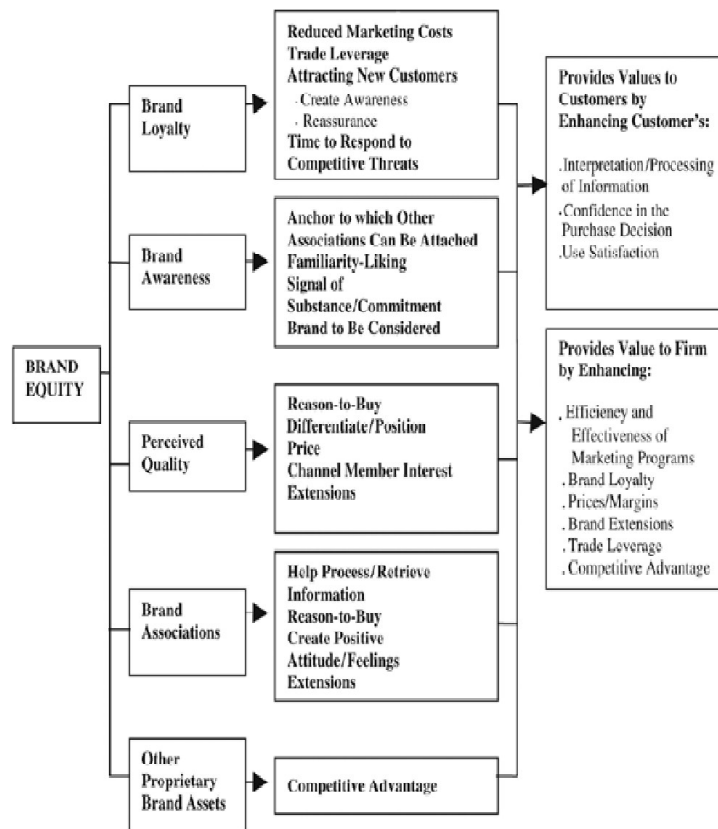 BRAND
EQUITY
Brand
Loyalty
Reduced Marketing Costs
Trade Leverage
Attracting New Customers
· Create Awareness
· Reassurance
Time to Respond to
Competitive Threats
Brand
Awareness
Anchor to which Other
Associations Can Be Attached
Familiarity-Liking
Signal of
Substance/Commitment
Brand to Be Considered
Perceived
Quality
Reason-to-Buy
Differentiate/Position
Price
Channel Member Interest
Extensions
Brand
Associations
Help Process/Retrieve
Information
Reason-to-Buy
Create Positive
Attitude/Feelings
Extensions
Other
Proprietary
Brand Assets
Competitive Advantage
Provides Values to
Customers by
Enhancing Customer's:
. Interpretation/Processing
of Information
. Confidence in the
Purchase Decision
. Use Satisfaction
Provides Value to Firm
by Enhancing:
. Efficiency and
Effectiveness of
Marketing Programs
. Brand Loyalty
. Prices/Margins
. Brand Extensions
. Trade Leverage
. Competitive Advantage